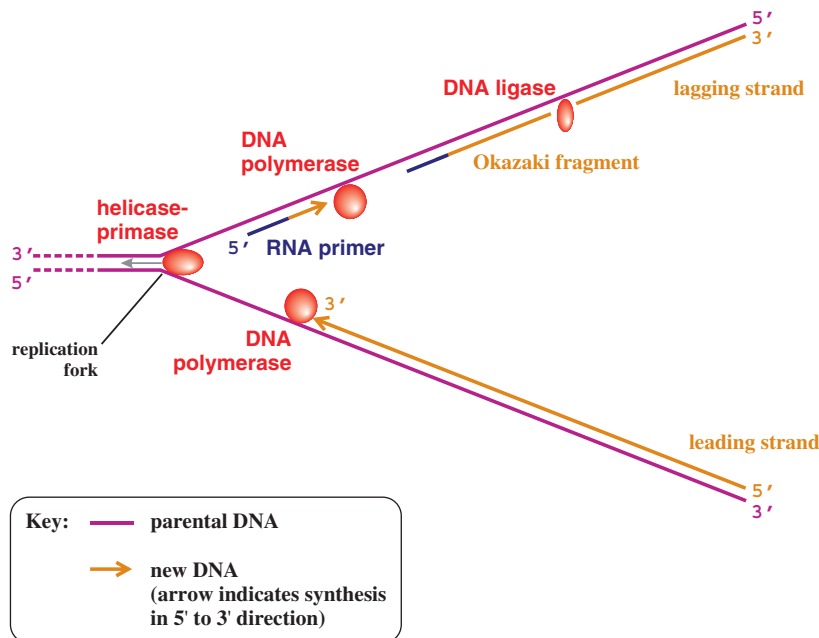 5′
3′
DNA ligase
lagging strand
DNA
polymerase
Okazaki fragment
helicase-
primase
5′
RNA primer
3′
5′
3′
DNA
polymerase
replication
fork
leading strand
5′
3′
Key:
parental DNA
new DNA
(arrow indicates synthesis
in 5' to 3' direction)